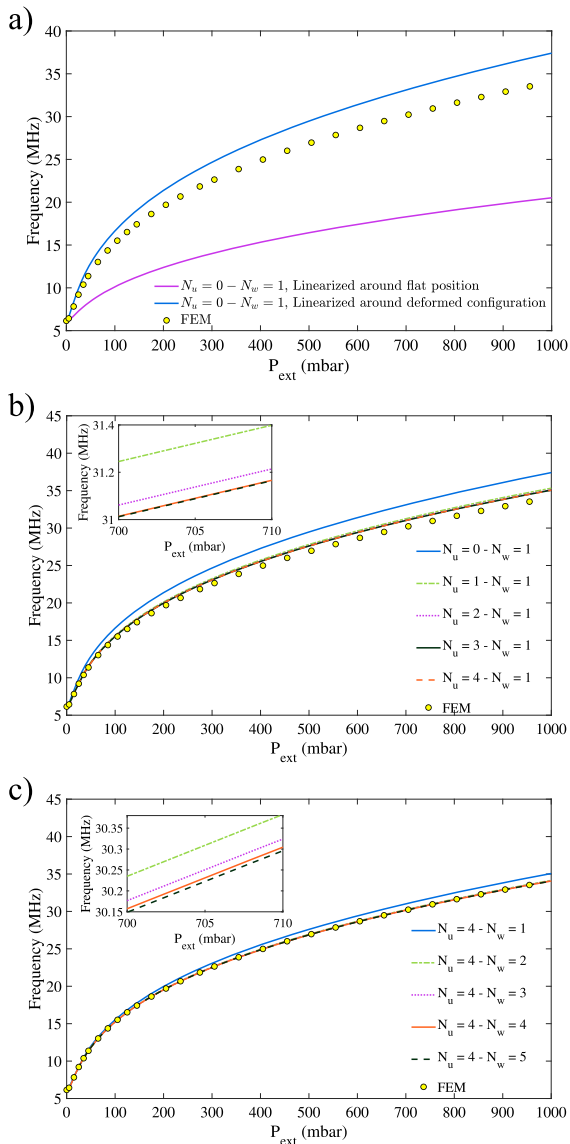 a)
40
35
30
25
20
15
10
5
Frequency (MHz)
N_u = 0 − N_w = 1, Linearized around flat position
N_u = 0 − N_w = 1, Linearized around deformed configuration
FEM
0 100 200 300 400 500 600 700 800 900 1000
P_ext (mbar)
b)
45
40
35
30
25
20
15
10
5
Frequency (MHz)
31.4
31.2
31
Frequency (MHz)
700 705 710
P_ext (mbar)
N_u = 0 - N_w = 1
N_u = 1 - N_w = 1
N_u = 2 - N_w = 1
N_u = 3 - N_w = 1
N_u = 4 - N_w = 1
FEM
0 100 200 300 400 500 600 700 800 900 1000
P_ext (mbar)
c)
45
40
35
30
25
20
15
10
5
Frequency (MHz)
30.35
30.3
30.25
30.2
30.15
Frequency (MHz)
700 705 710
P_ext (mbar)
N_u = 4 - N_w = 1
N_u = 4 - N_w = 2
N_u = 4 - N_w = 3
N_u = 4 - N_w = 4
N_u = 4 - N_w = 5
FEM
0 100 200 300 400 500 600 700 800 900 1000
P_ext (mbar)